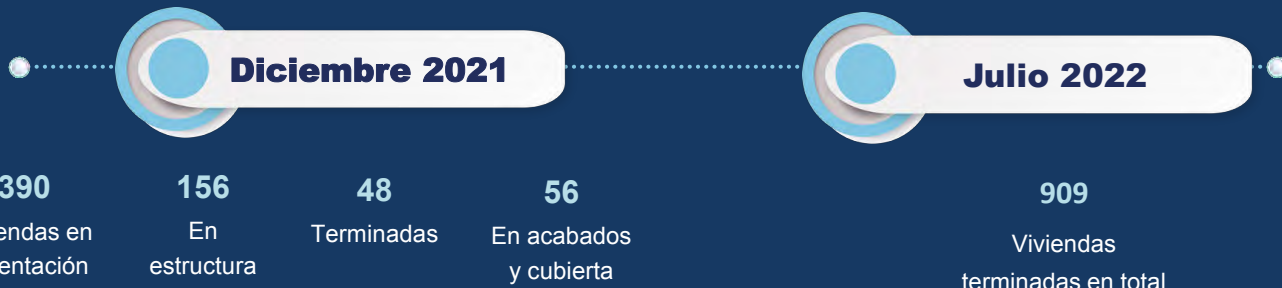 Diciembre 2021
Julio 2022
390
156
48
56
909
en
En
Terminadas
En acabados
Viviendas
estructura
y cubierta
terminadas en total